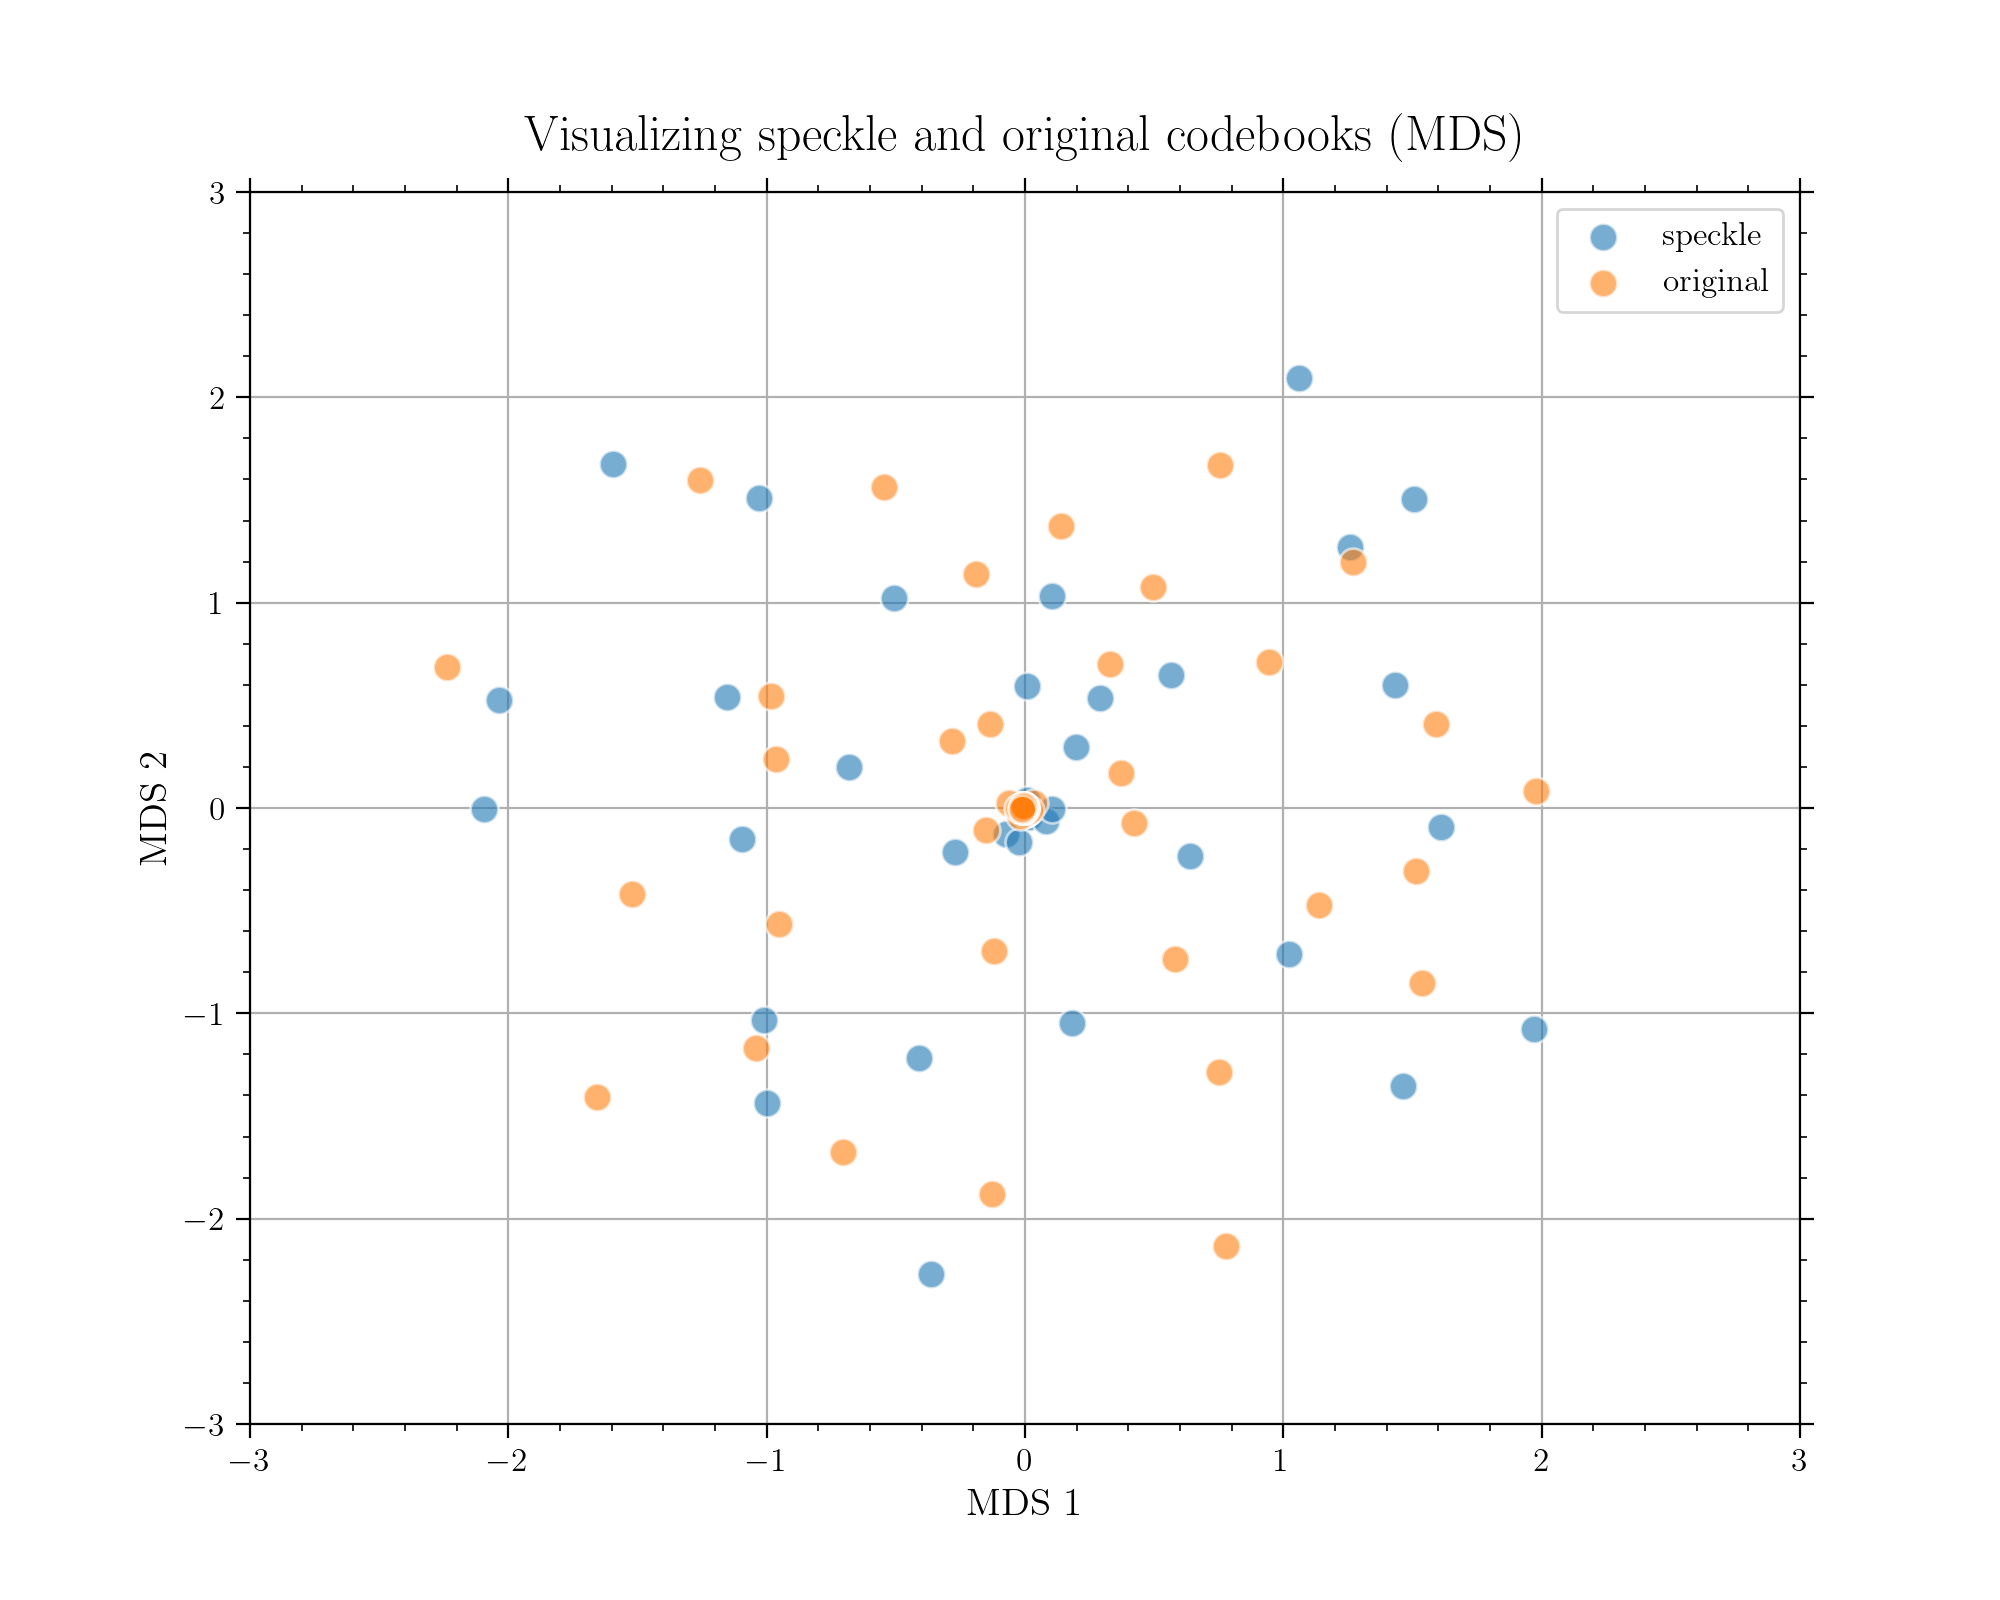 Visualizing speckle and original codebooks (MDS)
speckle
original
3
2
1
0
−1
−2
−3
MDS 2
−3
−2
−1
0
1
2
3
MDS 1